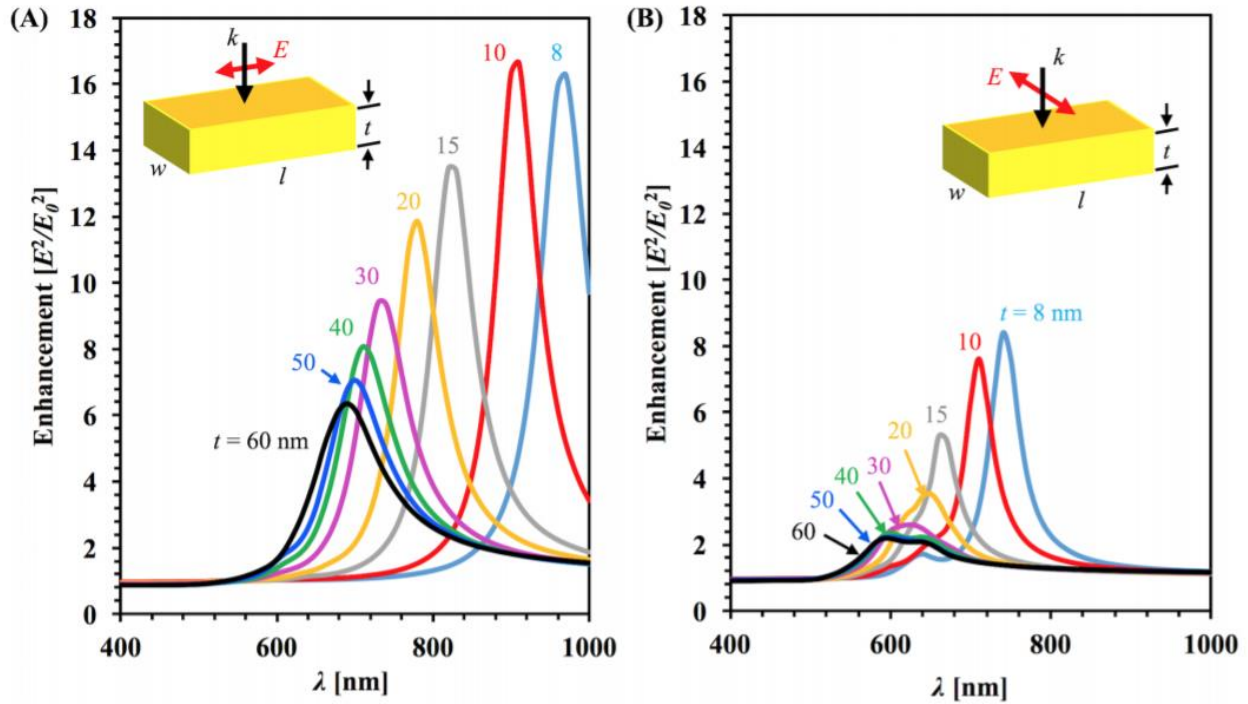 (A)
Enhancement [E²/E₀²]
18
16
14
12
10
8
6
4
2
0
k
E
t
w
l
10
8
15
20
30
40
50
t = 60 nm
400
600
800
1000
λ [nm]
(B)
Enhancement [E²/E₀²]
18
16
14
12
10
8
6
4
2
0
k
E
t
w
l
t = 8 nm
10
15
20
30
40
50
60
400
600
800
1000
λ [nm]